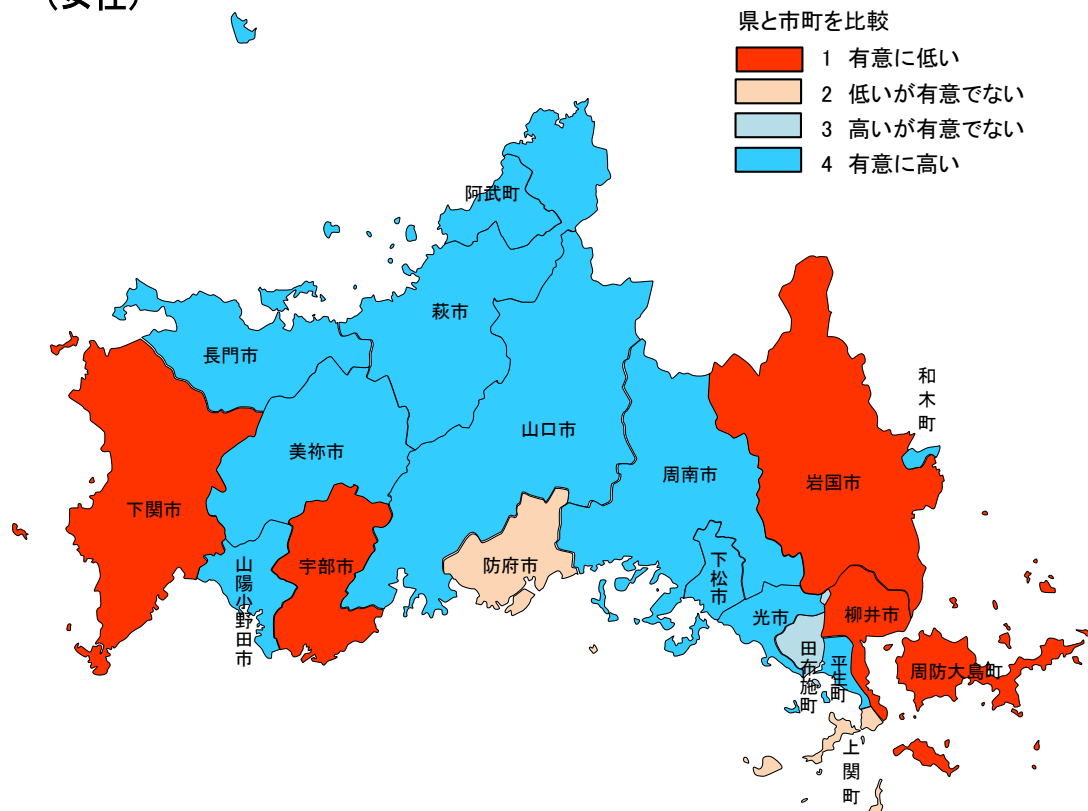 （女性）
県と市町を比較
1 有意に低い
2 低いが有意でない
3 高いが有意でない
4 有意に高い
阿武町
萩市
長門市
和木町
山口市
美祢市
周南市
岩国市
下関市
防府市
宇部市
下松市
山陽小野田市
光市
柳井市
田布施町
平生町
周防大島町
上関町